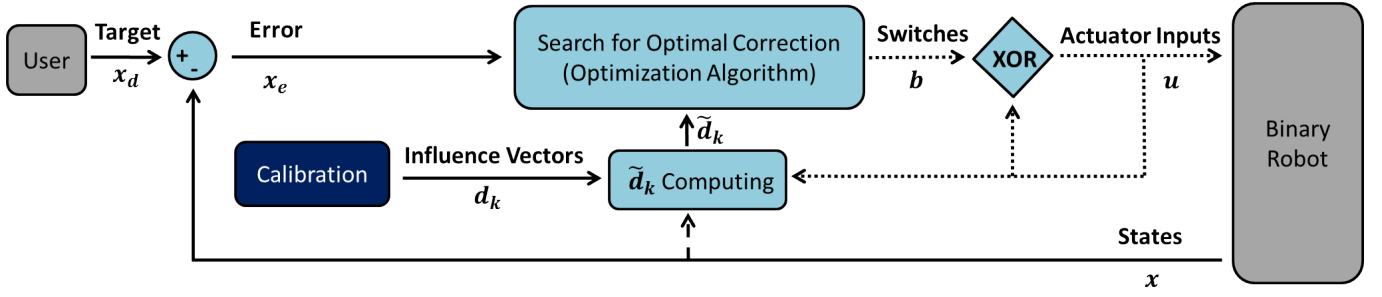 User
Target
x_d
+
-
Error
x_e
Search for Optimal Correction
(Optimization Algorithm)
Switches
b
XOR
Actuator Inputs
u
Binary
Robot
d̃_k
Calibration
Influence Vectors
d_k
d̃_k Computing
States
x